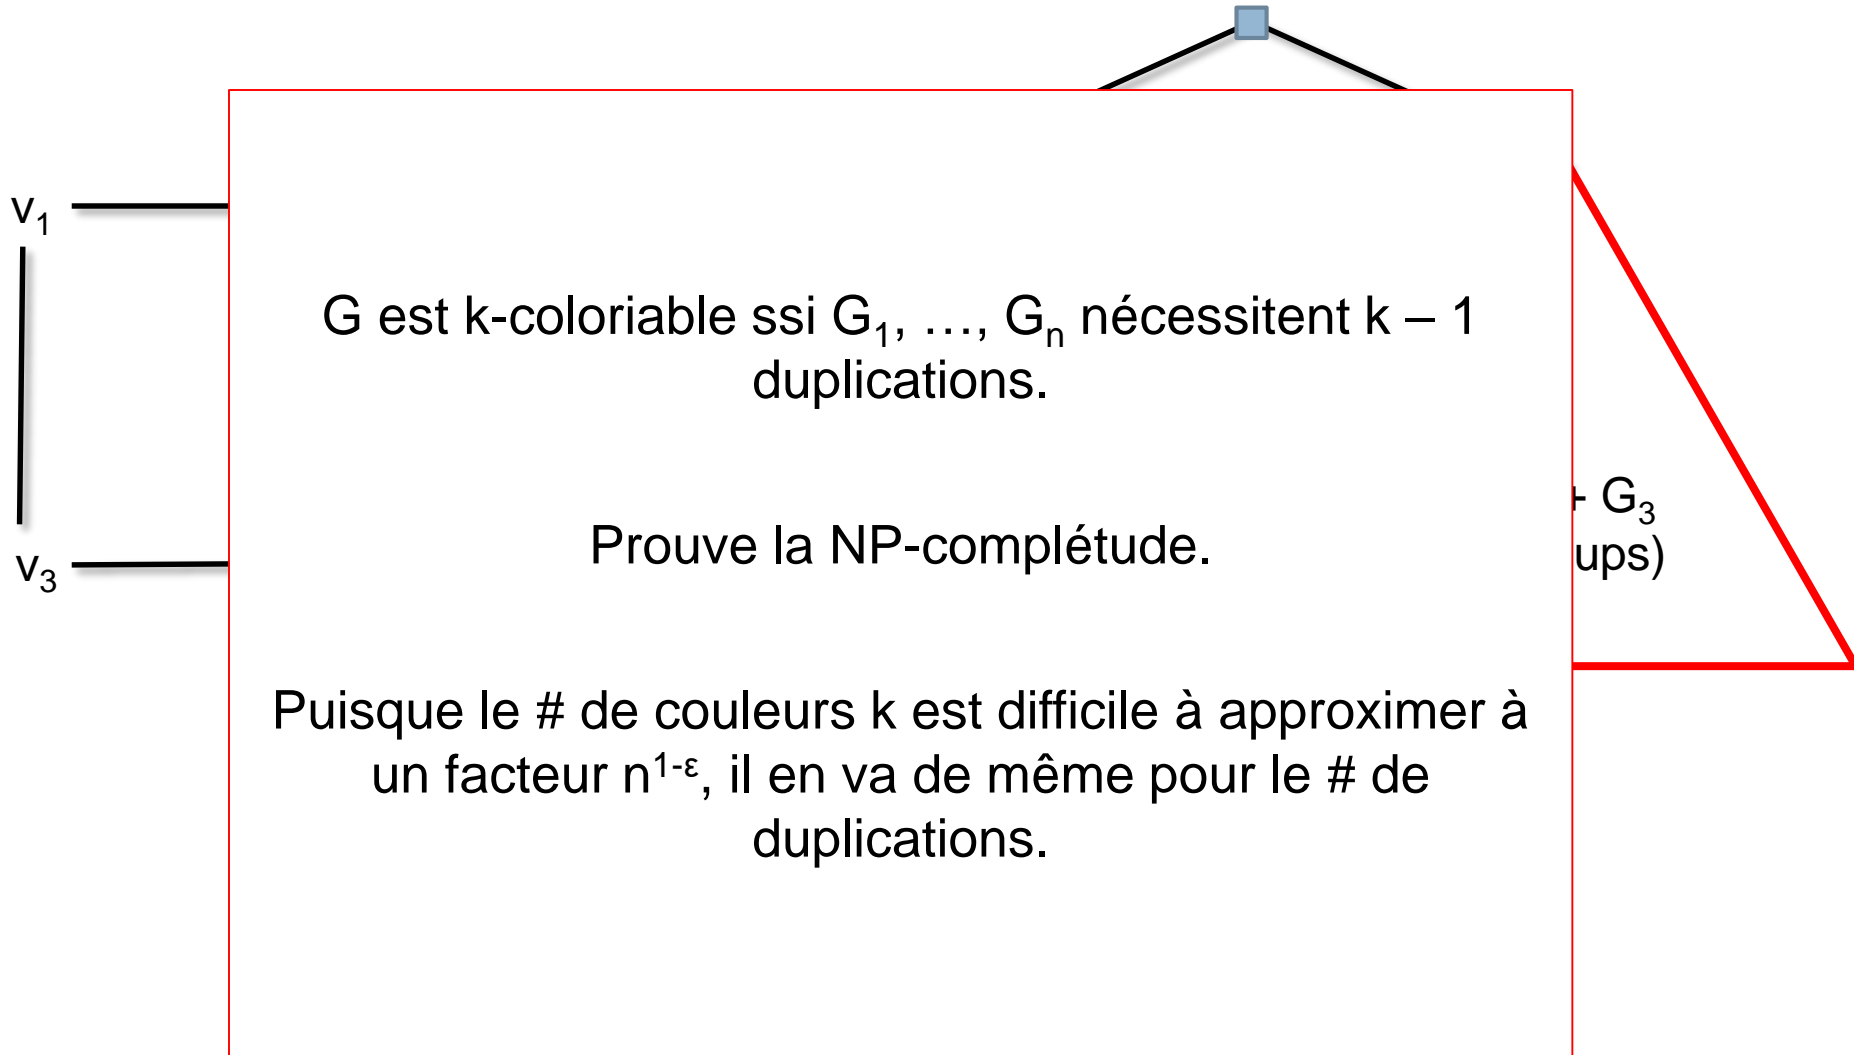 v₁
G est k-coloriable ssi G₁, …, Gₙ nécessitent k – 1
duplications.
+ G₃
Prouve la NP-complétude.
ups)
v₃
Puisque le # de couleurs k est difficile à approximer à
un facteur n¹⁻ᵋ, il en va de même pour le # de
duplications.